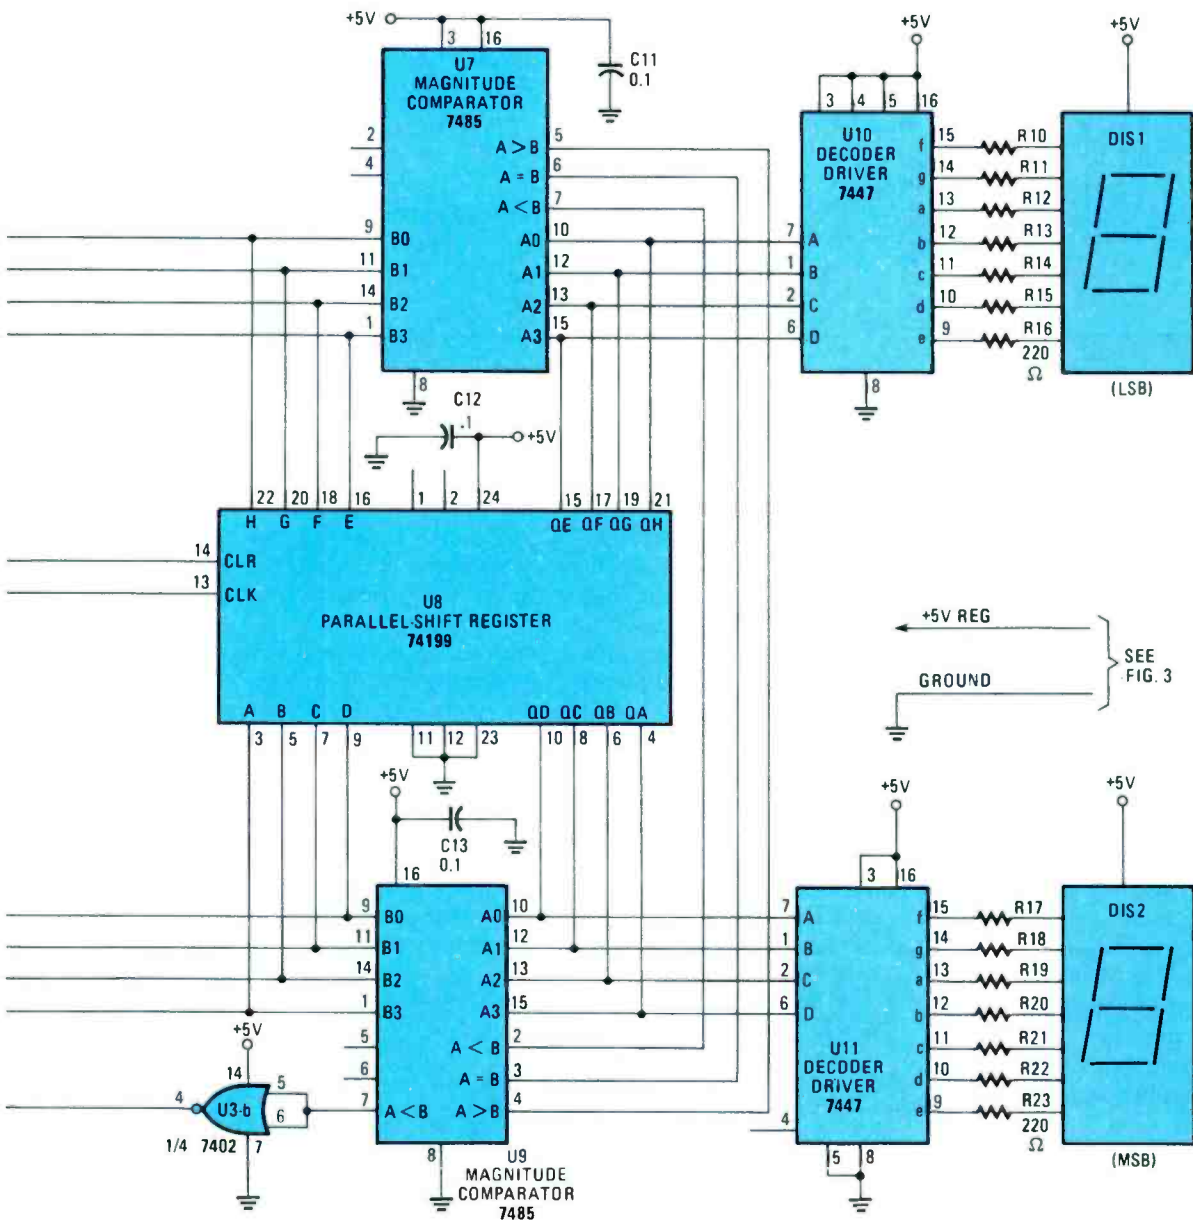 +5V
3
16
U7
MAGNITUDE
COMPARATOR
7485
C11
0.1
2
4
A > B 5
A = B 6
A < B 7
9 B0 A0 10
11 B1 A1 12
14 B2 A2 13
1 B3 A3 15
8
+5V
3 4 5 16
U10
DECODER
DRIVER
7447
7 A
1 B
2 C
6 D
f 15 R10
g 14 R11
a 13 R12
b 12 R13
c 11 R14
d 10 R15
e 9 R16
220
Ω
8
+5V
DIS1
(LSB)
C12
.1
+5V
22 20 18 16 1 2 24 15 17 19 21
H G F E QE QF QG QH
14 CLR
13 CLK
U8
PARALLEL-SHIFT REGISTER
74199
A B C D QD QC QB QA
3 5 7 9 11 12 23 10 8 6 4
+5V REG
GROUND
SEE
FIG. 3
+5V
C13
0.1
16
9 B0 A0 10
11 B1 A1 12
14 B2 A2 13
1 B3 A3 15
5 A < B 2
6 A = B 3
7 A < B A > B 4
8
U9
MAGNITUDE
COMPARATOR
7485
+5V
14
4 U3-b 5
6
1/4 7402 7
+5V
3 16
7 A
1 B
2 C
6 D
U11
DECODER
DRIVER
7447
4
5 8
f 15 R17
g 14 R18
a 13 R19
b 12 R20
c 11 R21
d 10 R22
e 9 R23
220
Ω
+5V
DIS2
(MSB)